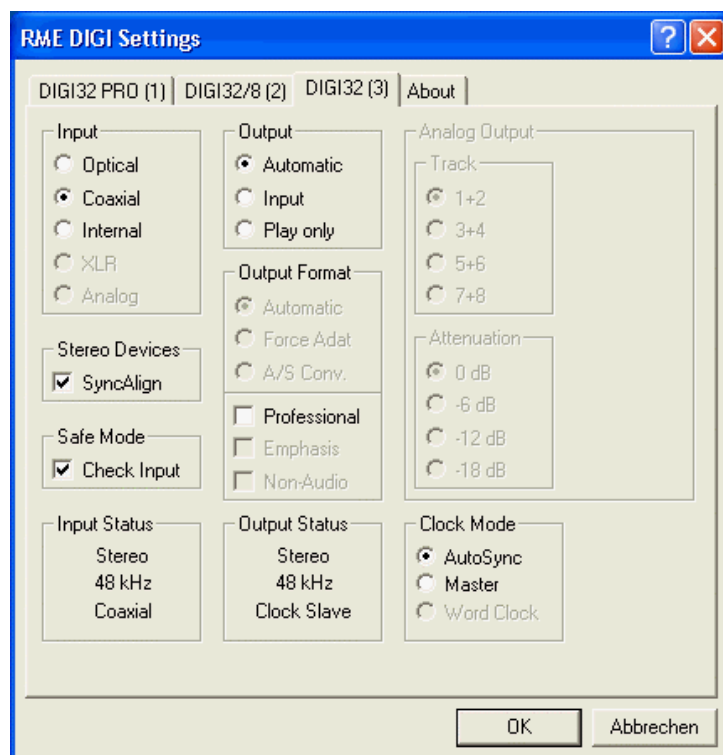 RME DIGI Settings
DIGI32 PRO (1)
DIGI32/8 (2)
DIGI32 (3)
About
Input
Optical
Coaxial
Internal
XLR
Analog
Stereo Devices
SyncAlign
Safe Mode
Check Input
Input Status
Stereo
48 kHz
Coaxial
Output
Automatic
Input
Play only
Output Format
Automatic
Force Adat
A/S Conv.
Professional
Emphasis
Non-Audio
Output Status
Stereo
48 kHz
Clock Slave
Analog Output
Track
1+2
3+4
5+6
7+8
Attenuation
0 dB
-6 dB
-12 dB
-18 dB
Clock Mode
AutoSync
Master
Word Clock
OK
Abbrechen